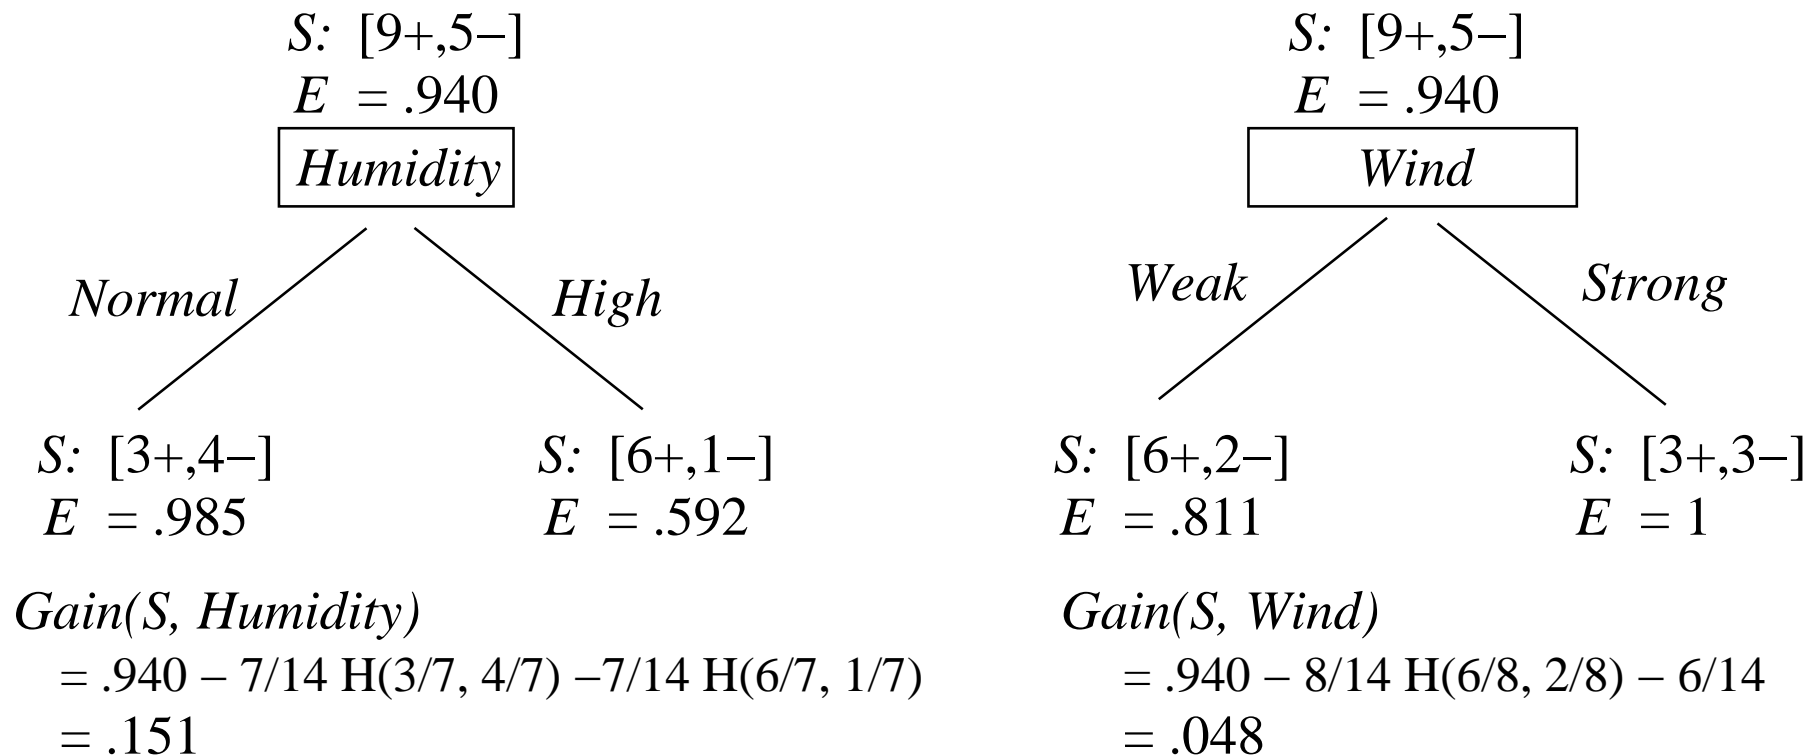 S: [9+,5–]
E = .940
Humidity
Normal
High
S: [3+,4–]
E = .985
S: [6+,1–]
E = .592
Gain(S, Humidity)
= .940 – 7/14 H(3/7, 4/7) –7/14 H(6/7, 1/7)
= .151
S: [9+,5–]
E = .940
Wind
Weak
Strong
S: [6+,2–]
E = .811
S: [3+,3–]
E = 1
Gain(S, Wind)
= .940 – 8/14 H(6/8, 2/8) – 6/14
= .048